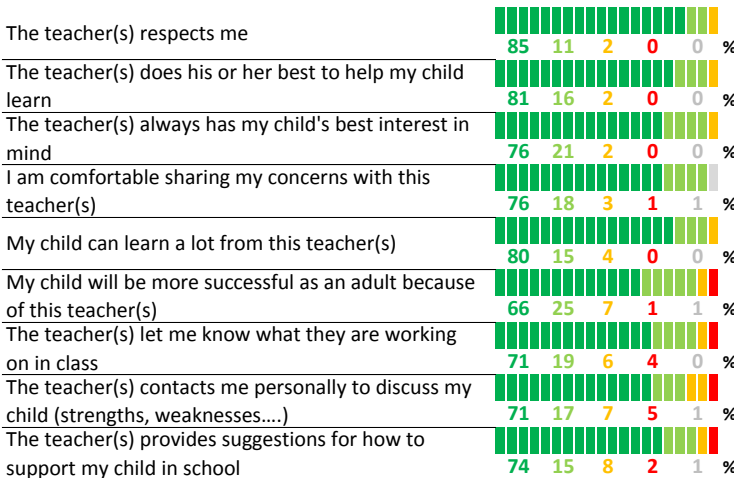 The teacher(s) respects me
85 11 2 0 0 %
The teacher(s) does his or her best to help my child
learn
81 16 2 0 0 %
The teacher(s) always has my child's best interest in
mind
76 21 2 0 0 %
I am comfortable sharing my concerns with this
teacher(s)
76 18 3 1 1 %
My child can learn a lot from this teacher(s)
80 15 4 0 0 %
My child will be more successful as an adult because
of this teacher(s)
66 25 7 1 1 %
The teacher(s) let me know what they are working
on in class
71 19 6 4 0 %
The teacher(s) contacts me personally to discuss my
child (strengths, weaknesses....)
71 17 7 5 1 %
The teacher(s) provides suggestions for how to
support my child in school
74 15 8 2 1 %